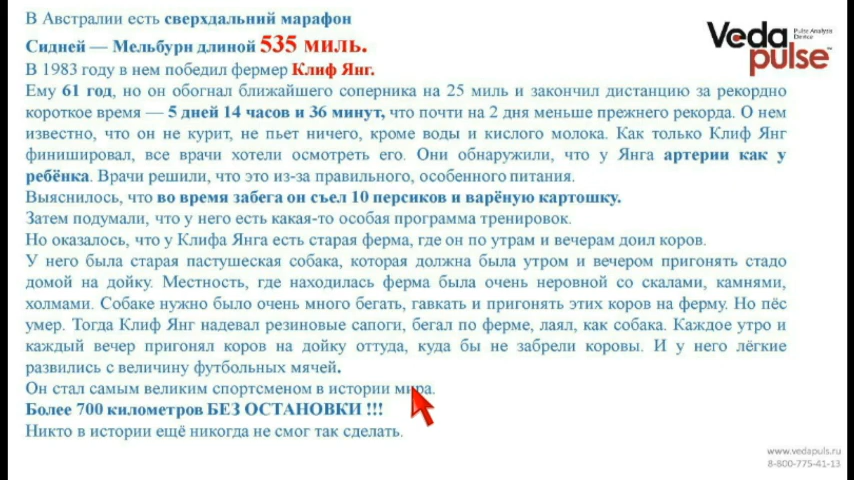 В Австралии есть сверхдальний марафон
Сидней — Мельбурн длиной 535 миль.
В 1983 году в нем победил фермер Клиф Янг.
Ему 61 год, но он обогнал ближайшего соперника на 25 миль и закончил дистанцию за рекордно
короткое время — 5 дней 14 часов и 36 минут, что почти на 2 дня меньше прежнего рекорда. О нем
известно, что он не курит, не пьет ничего, кроме воды и кислого молока. Как только Клиф Янг
финишировал, все врачи хотели осмотреть его. Они обнаружили, что у Янга артерии как у
ребёнка. Врачи решили, что это из-за правильного, особенного питания.
Выяснилось, что во время забега он съел 10 персиков и варёную картошку.
Затем подумали, что у него есть какая-то особая программа тренировок.
Но оказалось, что у Клифа Янга есть старая ферма, где он по утрам и вечерам доил коров.
У него была старая пастушеская собака, которая должна была утром и вечером пригонять стадо
домой на дойку. Местность, где находилась ферма была очень неровной со скалами, камнями,
холмами. Собаке нужно было очень много бегать, гавкать и пригонять этих коров на ферму. Но пёс
умер. Тогда Клиф Янг надевал резиновые сапоги, бегал по ферме, лаял, как собака. Каждое утро и
каждый вечер пригонял коров на дойку оттуда, куда бы не забрели коровы. И у него лёгкие
развились с величину футбольных мячей.
Он стал самым великим спортсменом в истории мира.
Более 700 километров БЕЗ ОСТАНОВКИ !!!
Никто в истории ещё никогда не смог так сделать.
Veda pulse™
Pulse Analysis
Device
www.vedapuls.ru
8-800-775-41-13